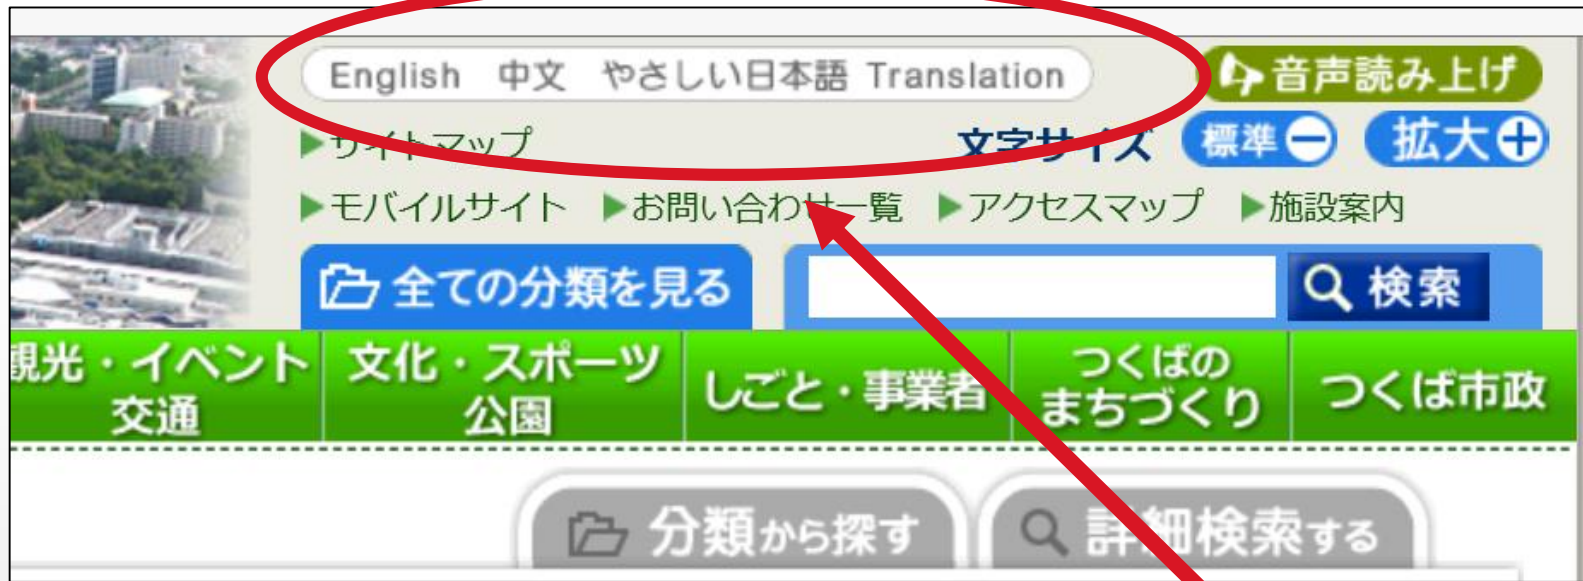 English 中文 やさしい日本語 Translation
音声読み上げ
サイトマップ
文字サイズ 標準 拡大
モバイルサイト お問い合わせ一覧 アクセスマップ 施設案内
全ての分類を見る
検索
観光・イベント
交通
文化・スポーツ
公園
しごと・事業者
つくばの
まちづくり
つくば市政
分類から探す
詳細検索する